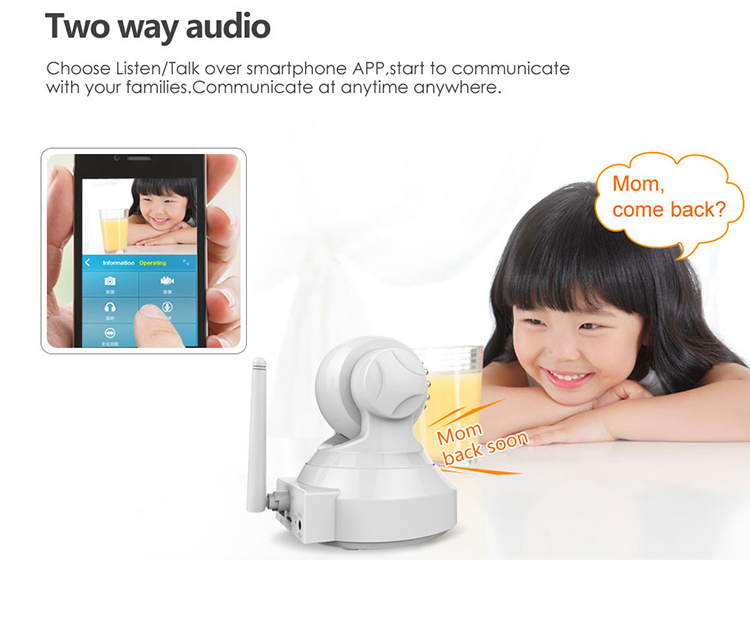 Two way audio
Choose Listen/Talk over smartphone APP,start to communicate
with your families.Communicate at anytime anywhere.
Mom,
come back?
Information Operating
Mom
back soon